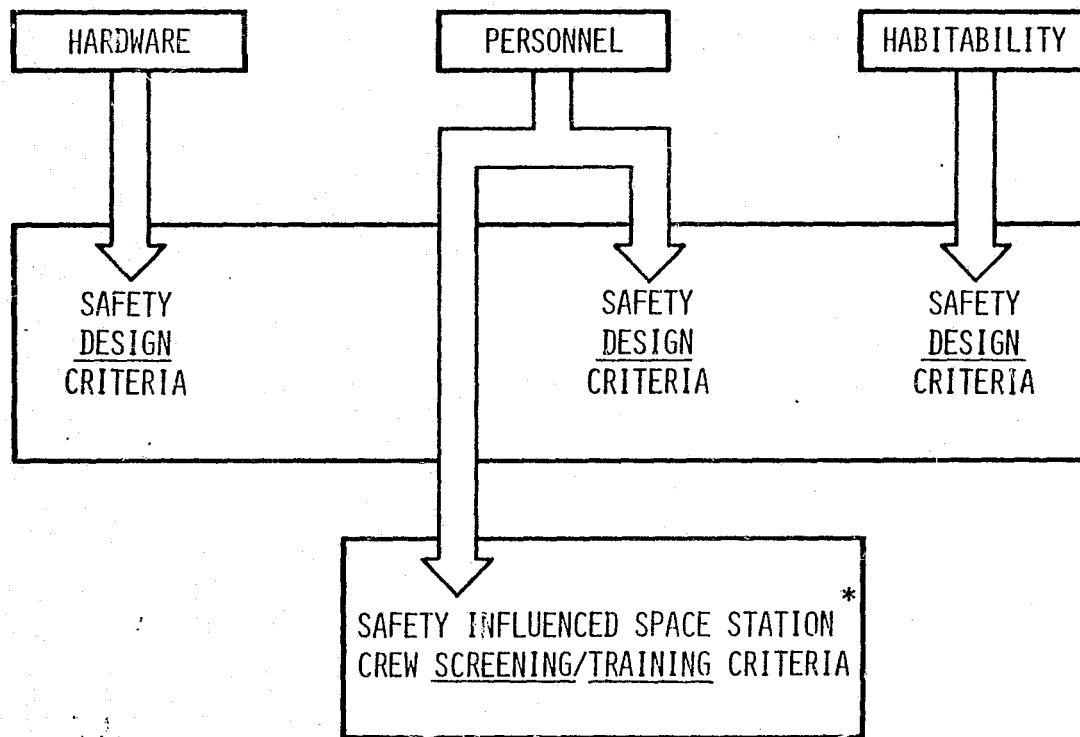 HARDWARE
PERSONNEL
HABITABILITY
SAFETY
DESIGN
CRITERIA
SAFETY
DESIGN
CRITERIA
SAFETY
DESIGN
CRITERIA
SAFETY INFLUENCED SPACE STATION*
CREW SCREENING/TRAINING CRITERIA